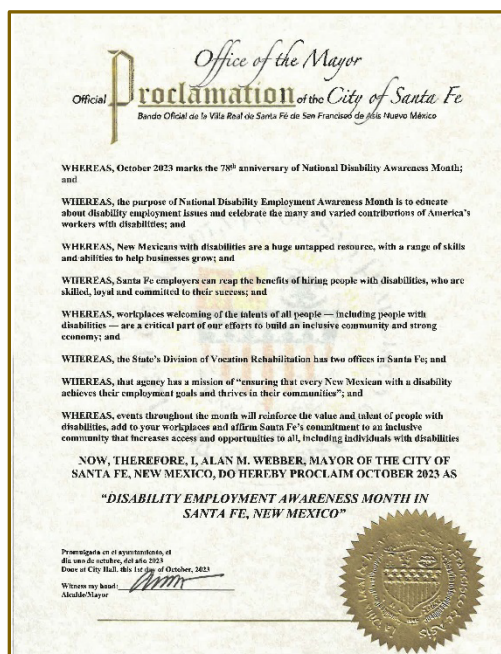 Office of the Mayor
Official Proclamation of the City of Santa Fe
Bando Oficial de la Villa Real de Santa Fé de San Francisco de Asís Nuevo México
WHEREAS, October 2023 marks the 78th anniversary of National Disability Awareness Month;
and
WHEREAS, the purpose of National Disability Employment Awareness Month is to educate
about disability employment issues and celebrate the many and varied contributions of America's
workers with disabilities; and
WHEREAS, New Mexicans with disabilities are a huge untapped resource, with a range of skills
and abilities to help businesses grow; and
WHEREAS, Santa Fe employers can reap the benefits of hiring people with disabilities, who are
skilled, loyal and committed to their success; and
WHEREAS, workplaces welcoming of the talents of all people — including people with
disabilities — are a critical part of our efforts to build an inclusive community and strong
economy; and
WHEREAS, the State's Division of Vocation Rehabilitation has two offices in Santa Fe; and
WHEREAS, that agency has a mission of "ensuring that every New Mexican with a disability
achieves their employment goals and thrives in their communities"; and
WHEREAS, events throughout the month will reinforce the value and talent of people with
disabilities, add to your workplaces and affirm Santa Fe's commitment to an inclusive
community that increases access and opportunities to all, including individuals with disabilities
NOW, THEREFORE, I, ALAN M. WEBBER, MAYOR OF THE CITY OF
SANTA FE, NEW MEXICO, DO HEREBY PROCLAIM OCTOBER 2023 AS
"DISABILITY EMPLOYMENT AWARENESS MONTH IN
SANTA FE, NEW MEXICO"
Promulgada en el ayuntamiento, el
día uno de octubre, del año 2023
Done at City Hall, this 1st day of October, 2023
Witness my hand:
Alcalde/Mayor